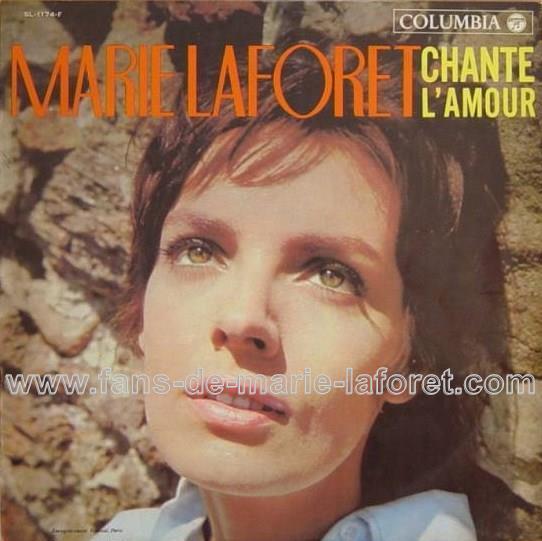 SL-1174-F
COLUMBIA
MARIE LAFORET
CHANTE
L'AMOUR
www.fans-de-marie-laforet.com